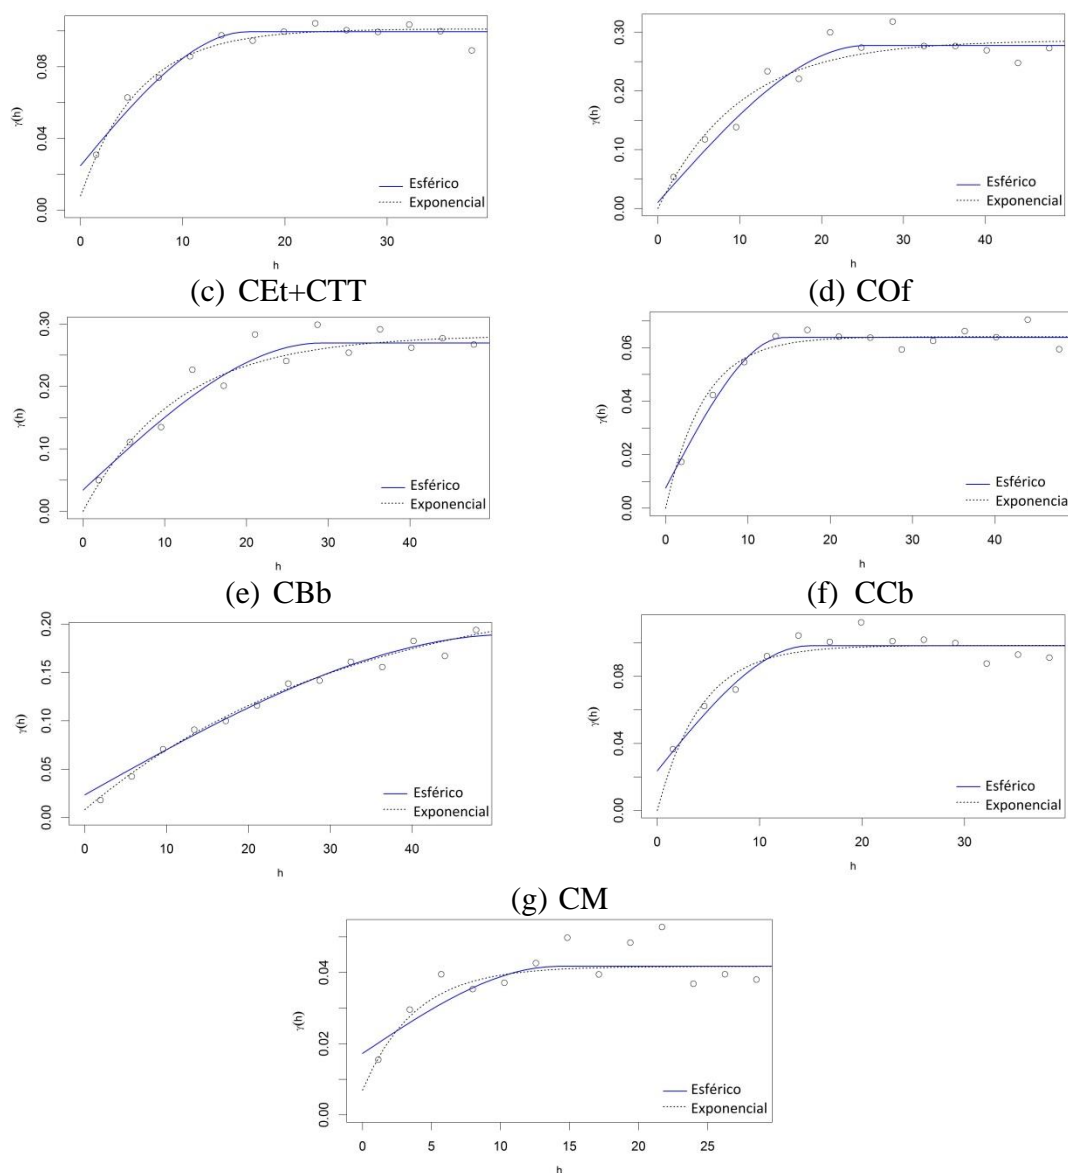 0.08
0.04
0.00
γ(h)
Esférico
Exponencial
0 10 20 30
h
0.30
0.20
0.10
0.00
γ(h)
Esférico
Exponencial
0 10 20 30 40
h
(c) CEt+CTT
(d) COf
0.30
0.20
0.10
0.00
γ(h)
Esférico
Exponencial
0 10 20 30 40
h
0.06
0.04
0.02
0.00
γ(h)
Esférico
Exponencial
0 10 20 30 40
h
(e) CBb
(f) CCb
0.20
0.15
0.10
0.05
0.00
γ(h)
Esférico
Exponencial
0 10 20 30 40
h
0.08
0.04
0.00
γ(h)
Esférico
Exponencial
0 10 20 30
h
(g) CM
0.04
0.02
0.00
γ(h)
Esférico
Exponencial
0 5 10 15 20 25
h